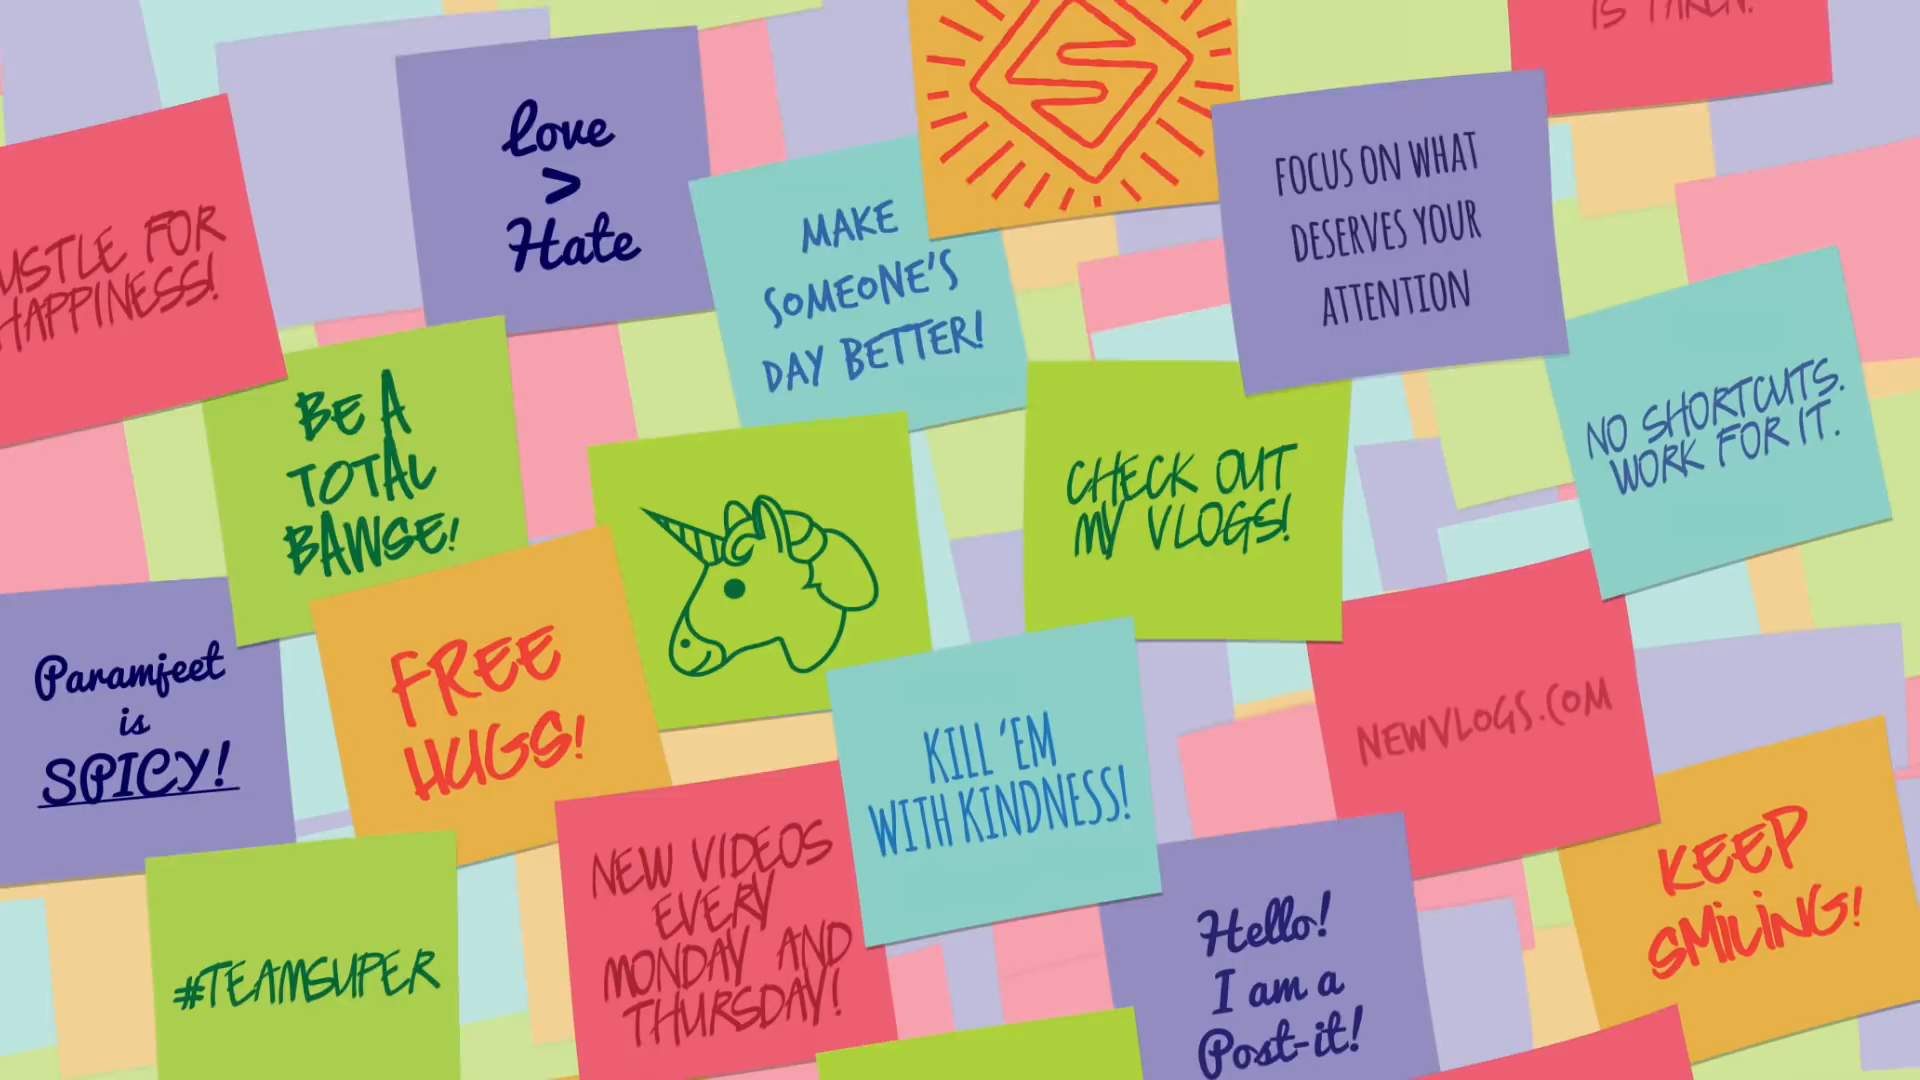 IS TAKEN.
Love
>
Hate
FOCUS ON WHAT
DESERVES YOUR
ATTENTION
MAKE
SOMEONE'S
DAY BETTER!
S
USTLE FOR
HAPPINESS!
BE A
TOTAL
BAWSE!
CHECK OUT
MY VLOGS!
NO SHORTCUTS.
WORK FOR IT.
Paramjeet
is
SPICY!
FREE
HUGS!
KILL 'EM
WITH KINDNESS!
NEWVLOGS.COM
NEW VIDEOS
EVERY
MONDAY AND
THURSDAY!
KEEP
SMILING!
#TEAMSUPER
Hello!
I am a
Post-it!